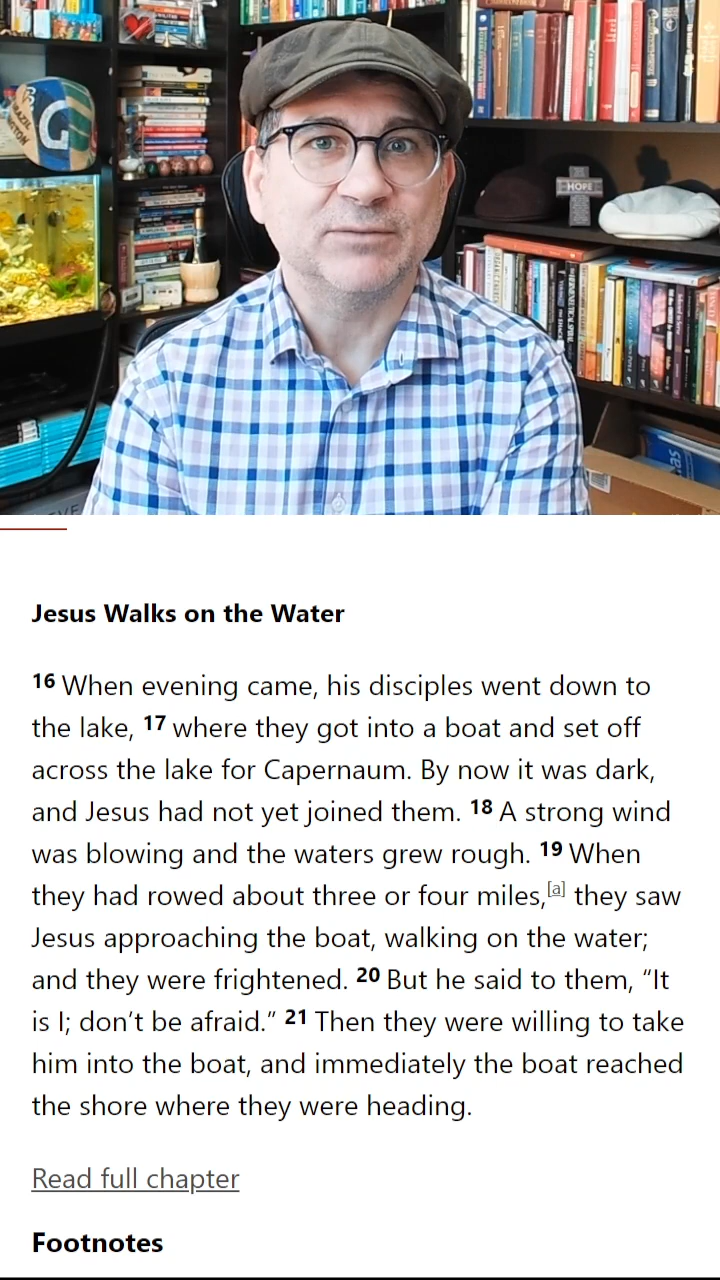 HOPE
Jesus Walks on the Water
16 When evening came, his disciples went down to
the lake, 17 where they got into a boat and set off
across the lake for Capernaum. By now it was dark,
and Jesus had not yet joined them. 18 A strong wind
was blowing and the waters grew rough. 19 When
they had rowed about three or four miles,[a] they saw
Jesus approaching the boat, walking on the water;
and they were frightened. 20 But he said to them, “It
is I; don’t be afraid.” 21 Then they were willing to take
him into the boat, and immediately the boat reached
the shore where they were heading.
Read full chapter
Footnotes